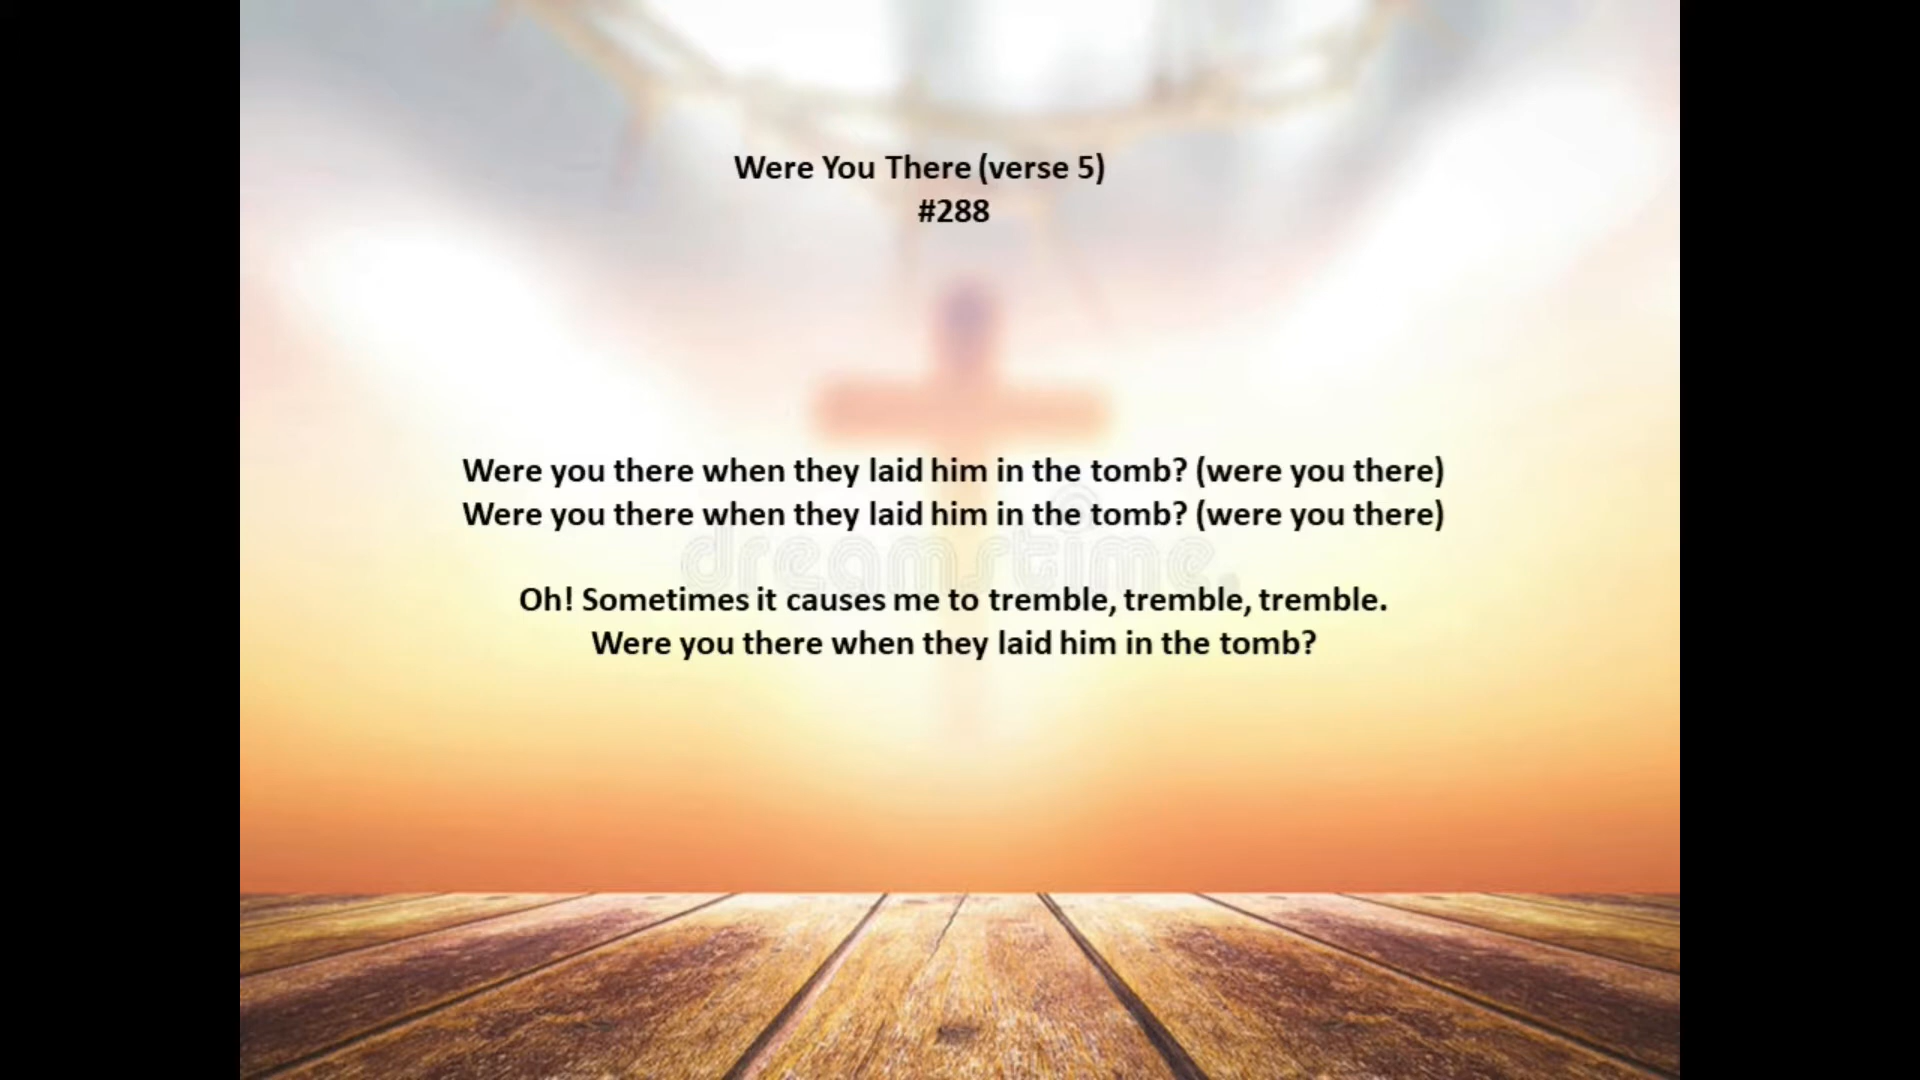 Were You There (verse 5)
#288
Were you there when they laid him in the tomb? (were you there)
Were you there when they laid him in the tomb? (were you there)
dreamstime.
Oh! Sometimes it causes me to tremble, tremble, tremble.
Were you there when they laid him in the tomb?